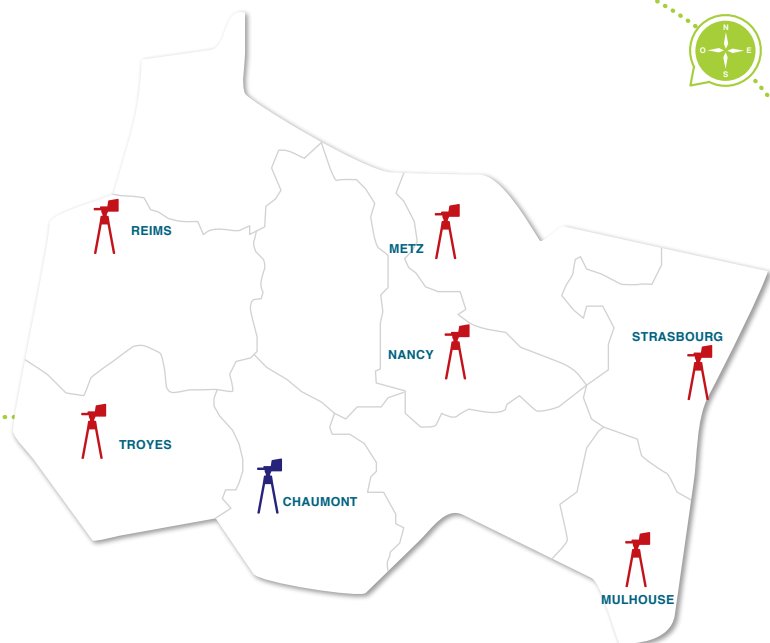 N
O E
S
REIMS
METZ
STRASBOURG
NANCY
TROYES
CHAUMONT
MULHOUSE